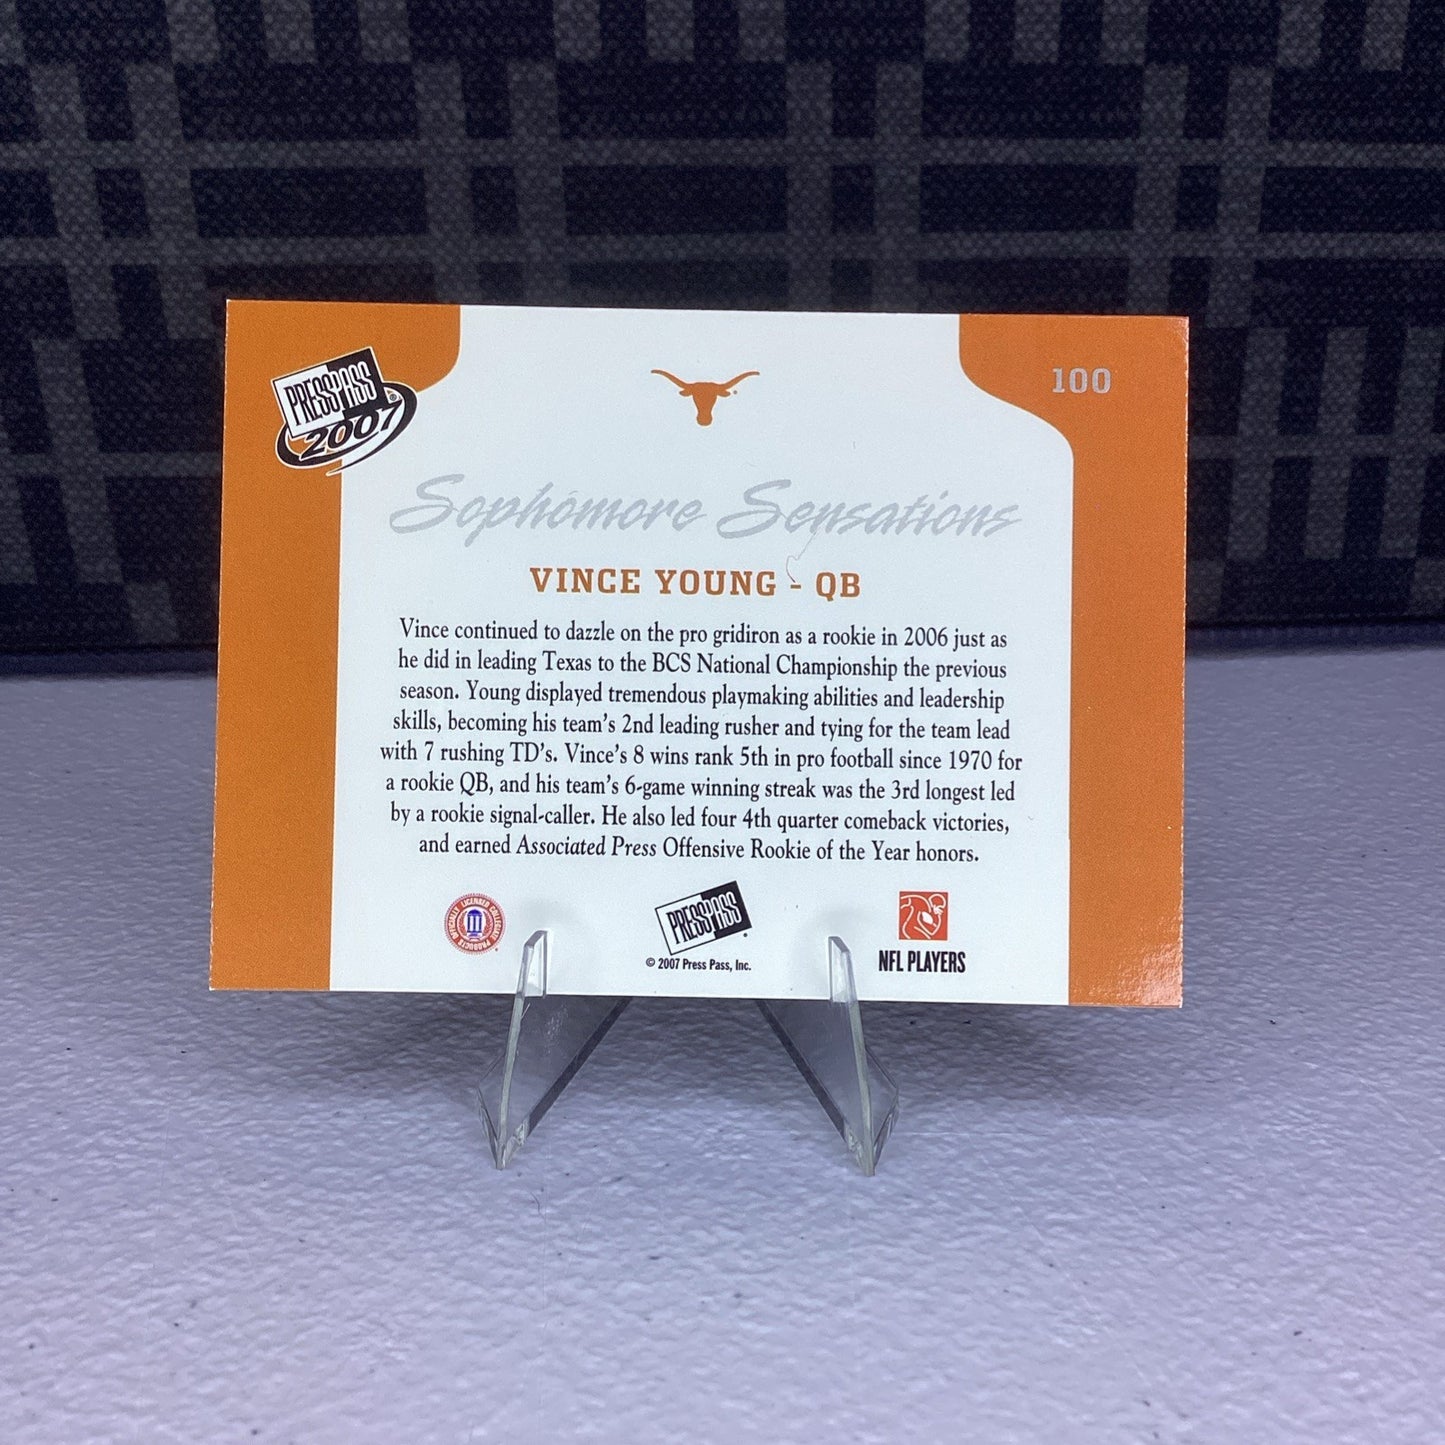 PRESS PASS
2007
100
Sophomore Sensations
VINCE YOUNG - QB
Vince continued to dazzle on the pro gridiron as a rookie in 2006 just as
he did in leading Texas to the BCS National Championship the previous
season. Young displayed tremendous playmaking abilities and leadership
skills, becoming his team's 2nd leading rusher and tying for the team lead
with 7 rushing TD's. Vince's 8 wins rank 5th in pro football since 1970 for
a rookie QB, and his team's 6-game winning streak was the 3rd longest led
by a rookie signal-caller. He also led four 4th quarter comeback victories,
and earned Associated Press Offensive Rookie of the Year honors.
OFFICIALLY LICENSED COLLEGIATE PRODUCTS
PRESS PASS
© 2007 Press Pass, Inc.
NFL PLAYERS